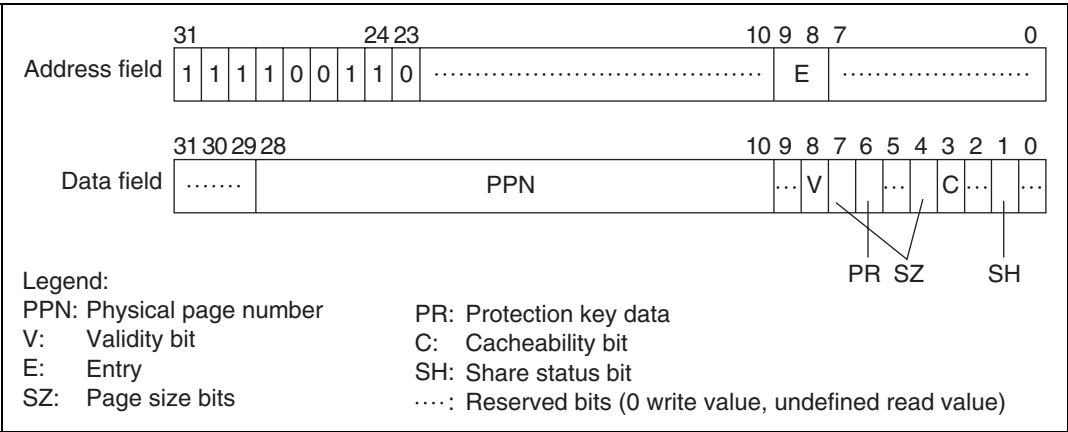 31 24 23 10 9 8 7 0
Address field 1 1 1 1 0 0 1 1 0 ........ E ........
31 30 29 28 10 9 8 7 6 5 4 3 2 1 0
Data field ....... PPN ... V ... C ... ...
PR SZ SH
Legend:
PPN: Physical page number PR: Protection key data
V: Validity bit C: Cacheability bit
E: Entry SH: Share status bit
SZ: Page size bits ····: Reserved bits (0 write value, undefined read value)